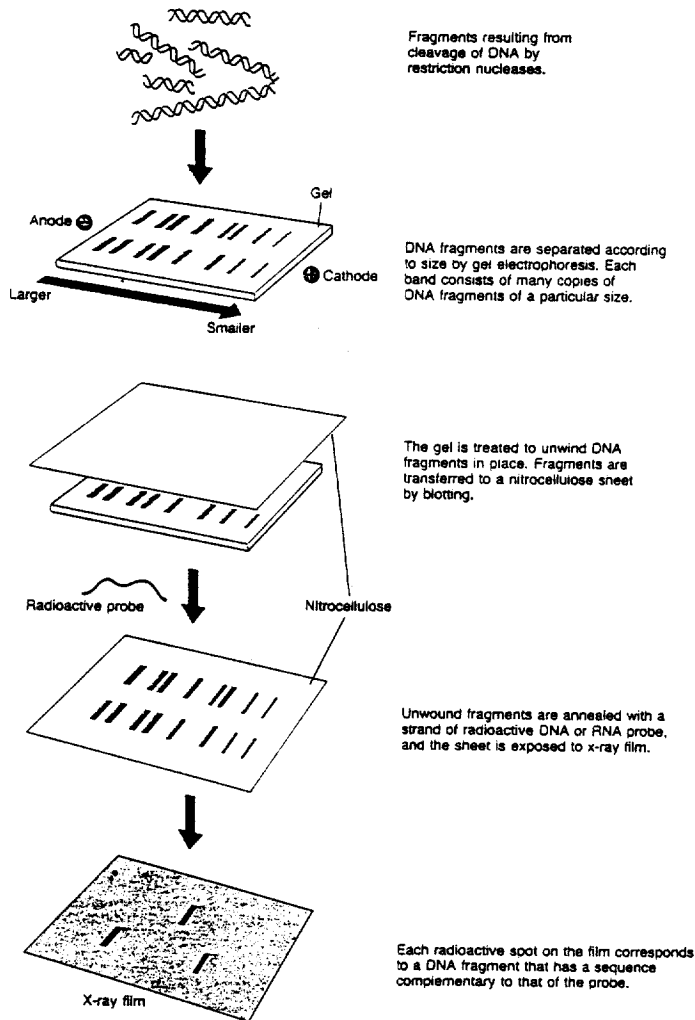 Fragments resulting from
cleavage of DNA by
restriction nucleases.
Gel
Anode
DNA fragments are separated according
to size by gel electrophoresis. Each
band consists of many copies of
DNA fragments of a particular size.
Cathode
Larger
Smaller
The gel is treated to unwind DNA
fragments in place. Fragments are
transferred to a nitrocellulose sheet
by blotting.
Radioactive probe
Nitrocellulose
Unwound fragments are annealed with a
strand of radioactive DNA or RNA probe,
and the sheet is exposed to x-ray film.
Each radioactive spot on the film corresponds
to a DNA fragment that has a sequence
complementary to that of the probe.
X-ray film